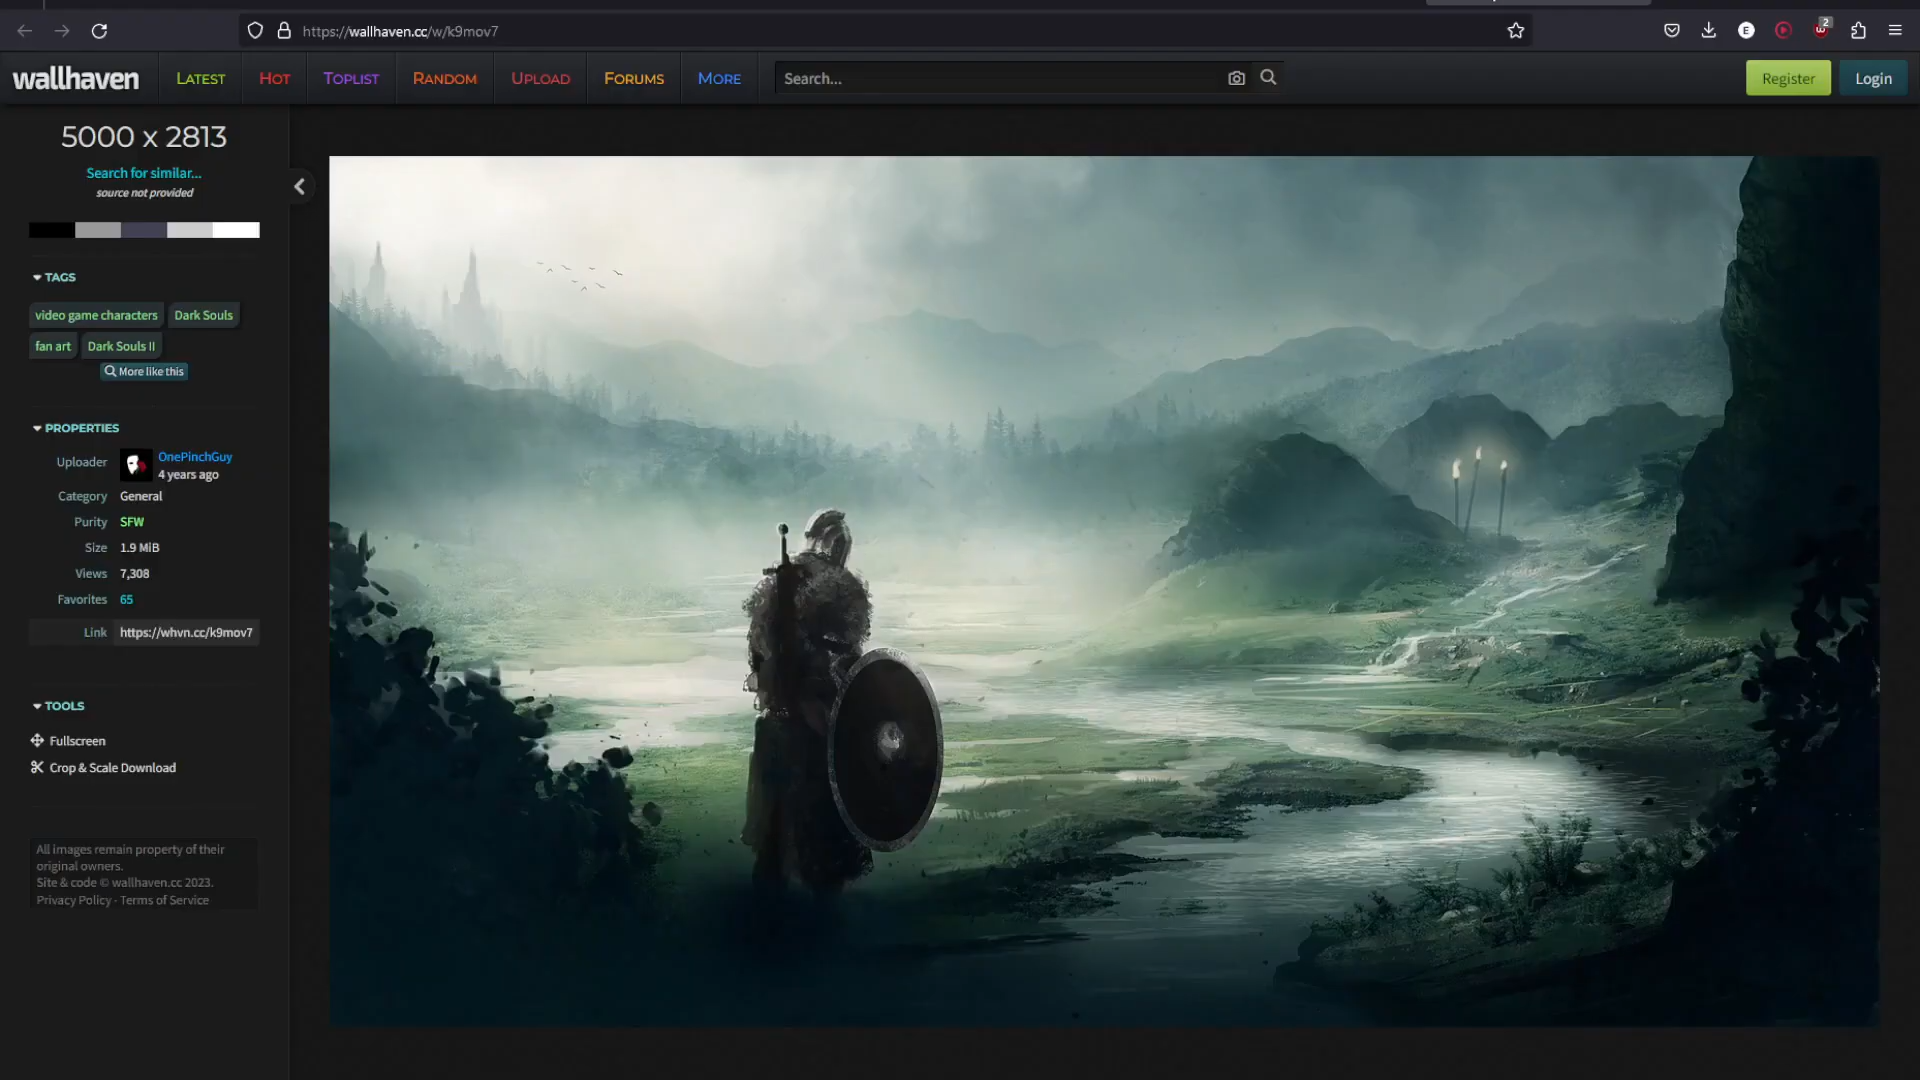 https://wallhaven.cc/w/k9mov7
2
wallhaven LATEST HOT TOPLIST RANDOM UPLOAD FORUMS MORE Search... Register Login
5000 x 2813
Search for similar...
source not provided
TAGS
video game characters Dark Souls
fan art Dark Souls II
More like this
PROPERTIES
Uploader OnePinchGuy
4 years ago
Category General
Purity SFW
Size 1.9 MiB
Views 7,308
Favorites 65
Link https://whvn.cc/k9mov7
TOOLS
Fullscreen
Crop & Scale Download
All images remain property of their
original owners.
Site & code © wallhaven.cc 2023.
Privacy Policy · Terms of Service